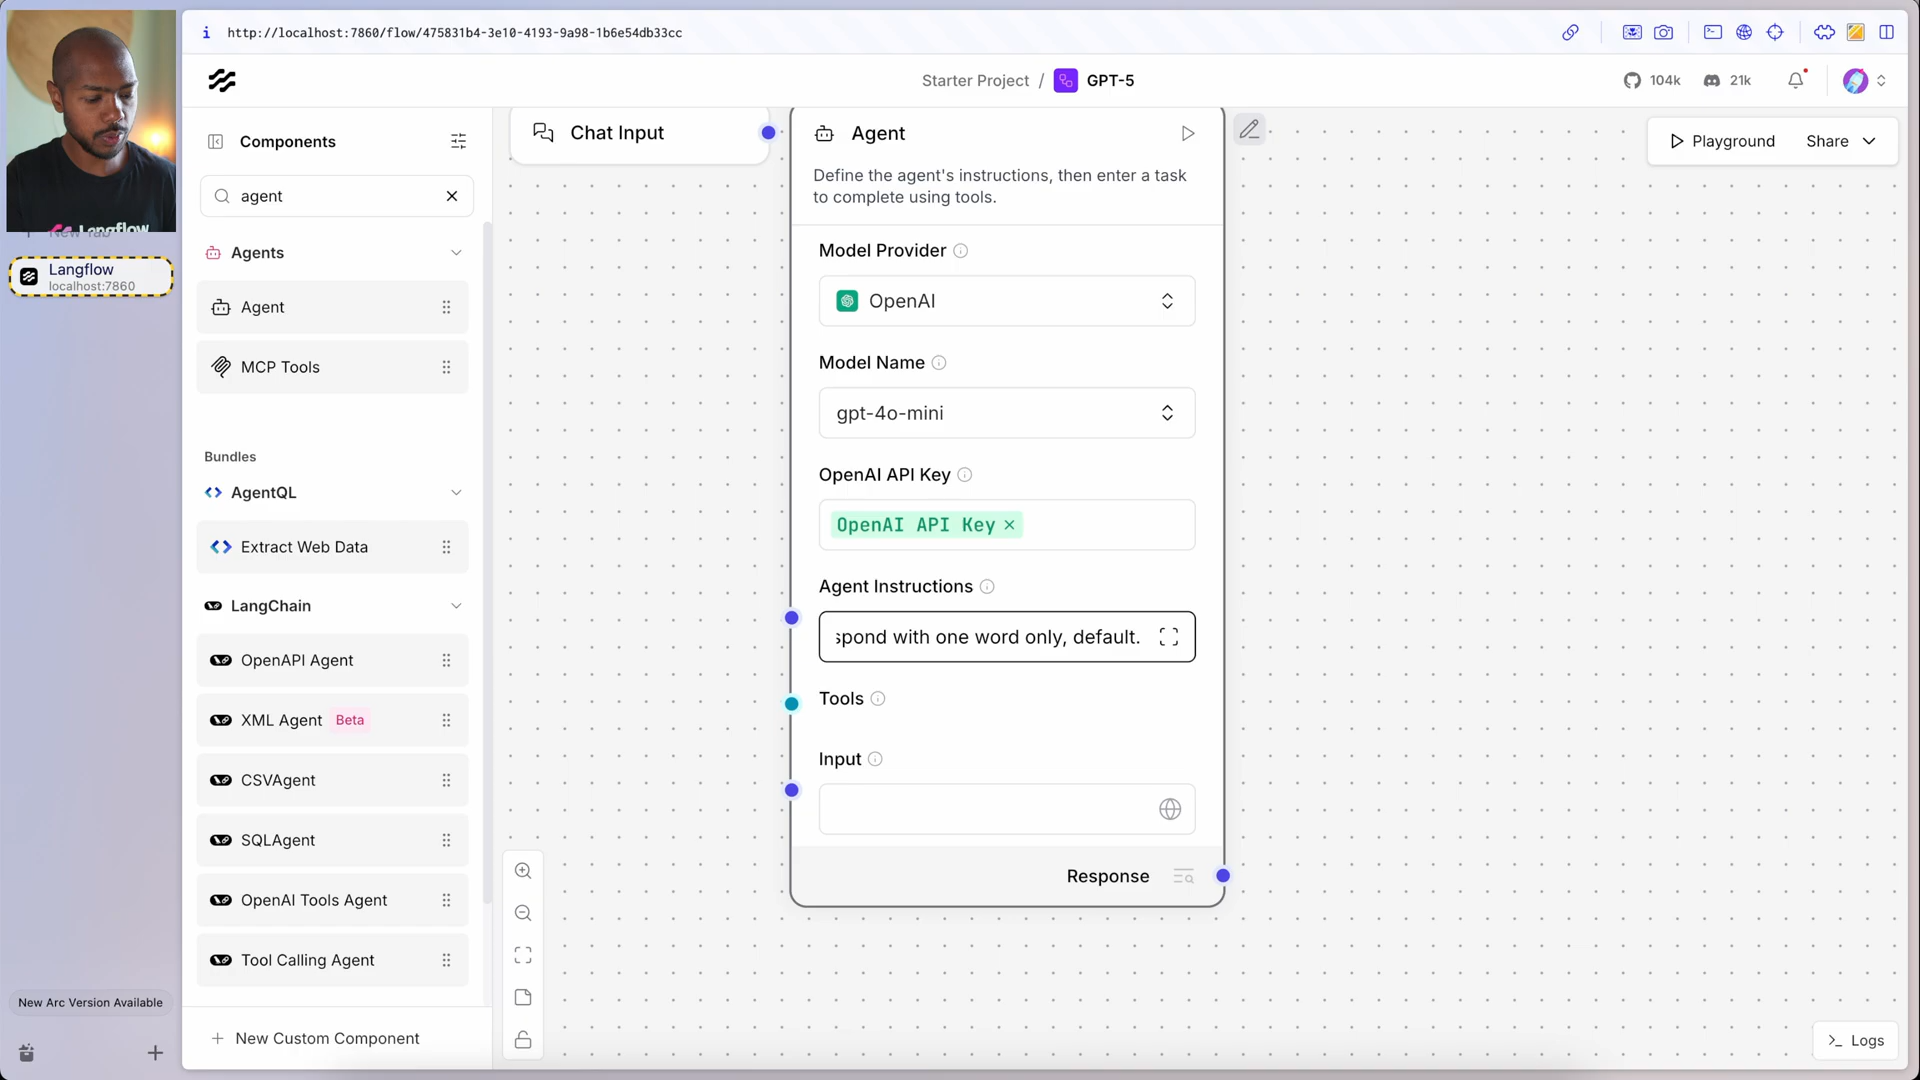 http://localhost:7860/flow/475831b4-3e10-4193-9a98-1b6e54db33cc
Starter Project / GPT-5
104k
21k
Langflow
New Tab
Langflow
localhost:7860
New Arc Version Available
Components
agent
Agents
Agent
MCP Tools
Bundles
AgentQL
Extract Web Data
LangChain
OpenAPI Agent
XML Agent Beta
CSVAgent
SQLAgent
OpenAI Tools Agent
Tool Calling Agent
New Custom Component
Chat Input
Agent
Define the agent's instructions, then enter a task
to complete using tools.
Model Provider
OpenAI
Model Name
gpt-4o-mini
OpenAI API Key
OpenAI API Key
Agent Instructions
spond with one word only, default.
Tools
Input
Response
Playground
Share
Logs